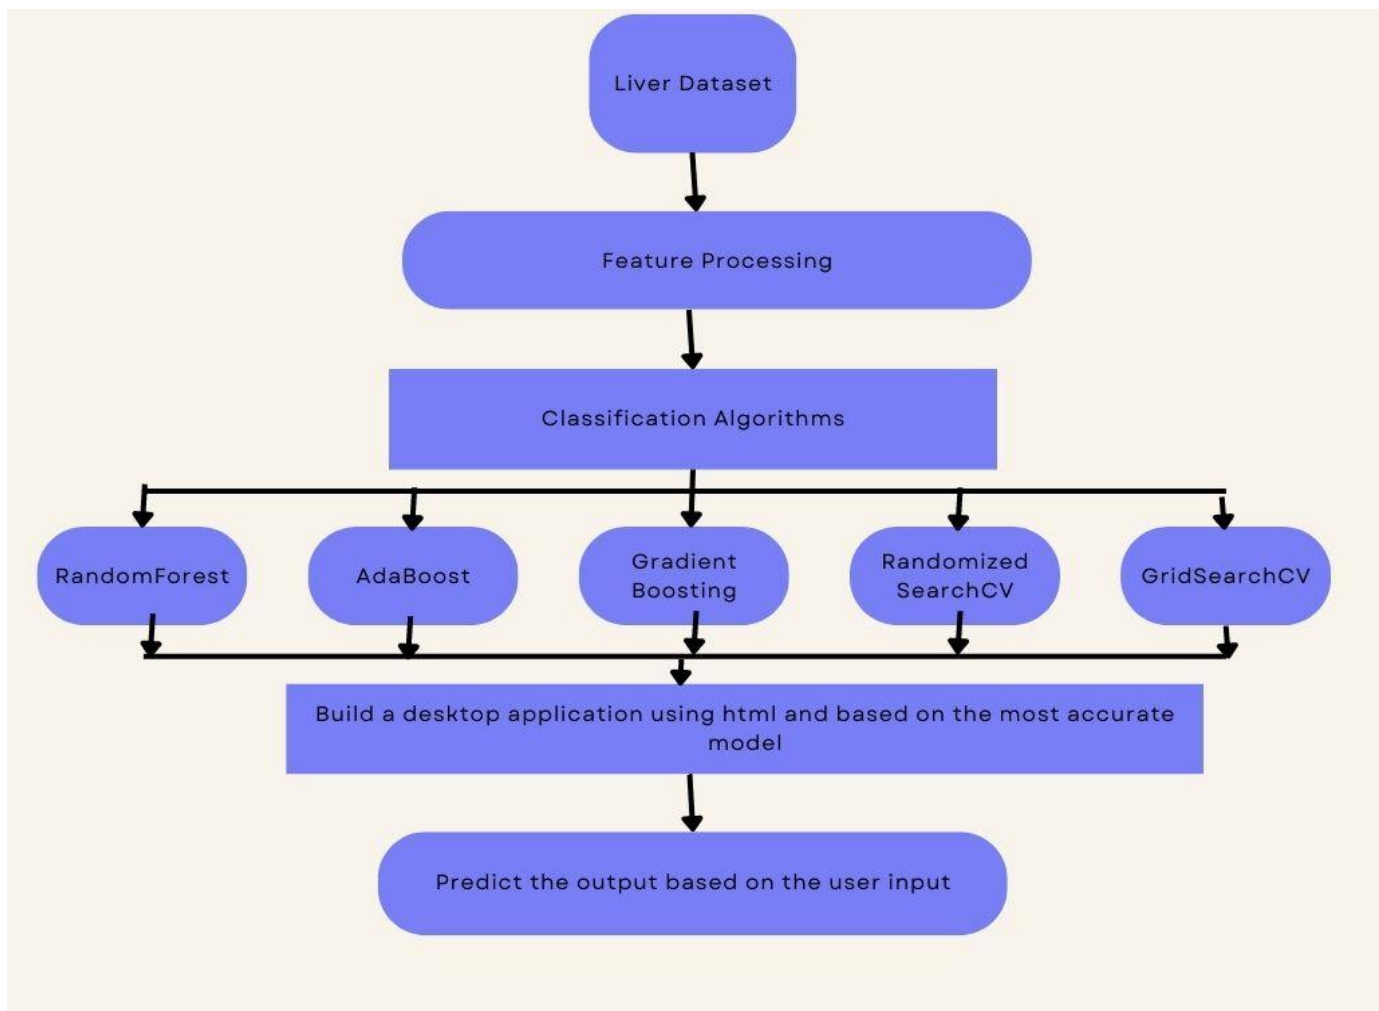 Liver Dataset
Feature Processing
Classification Algorithms
RandomForest
AdaBoost
Gradient
Boosting
Randomized
SearchCV
GridSearchCV
Build a desktop application using html and based on the most accurate
model
Predict the output based on the user input